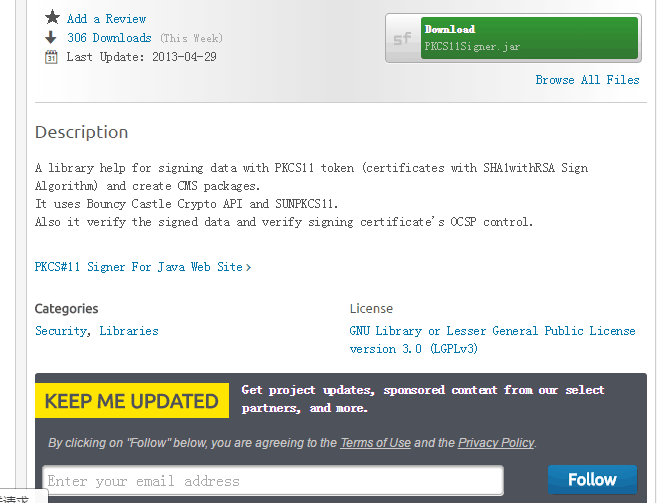 Add a Review
306 Downloads (This Week)
31 Last Update: 2013-04-29
sf Download
PKCS11Signer.jar
Browse All Files
Description
A library help for signing data with PKCS11 token (certificates with SHA1withRSA Sign
Algorithm) and create CMS packages.
It uses Bouncy Castle Crypto API and SUNPKCS11.
Also it verify the signed data and verify signing certificate's OCSP control.
PKCS#11 Signer For Java Web Site ›
Categories
Security, Libraries
License
GNU Library or Lesser General Public License
version 3.0 (LGPLv3)
KEEP ME UPDATED
Get project updates, sponsored content from our select
partners, and more.
By clicking on "Follow" below, you are agreeing to the Terms of Use and the Privacy Policy.
Enter your email address
Follow